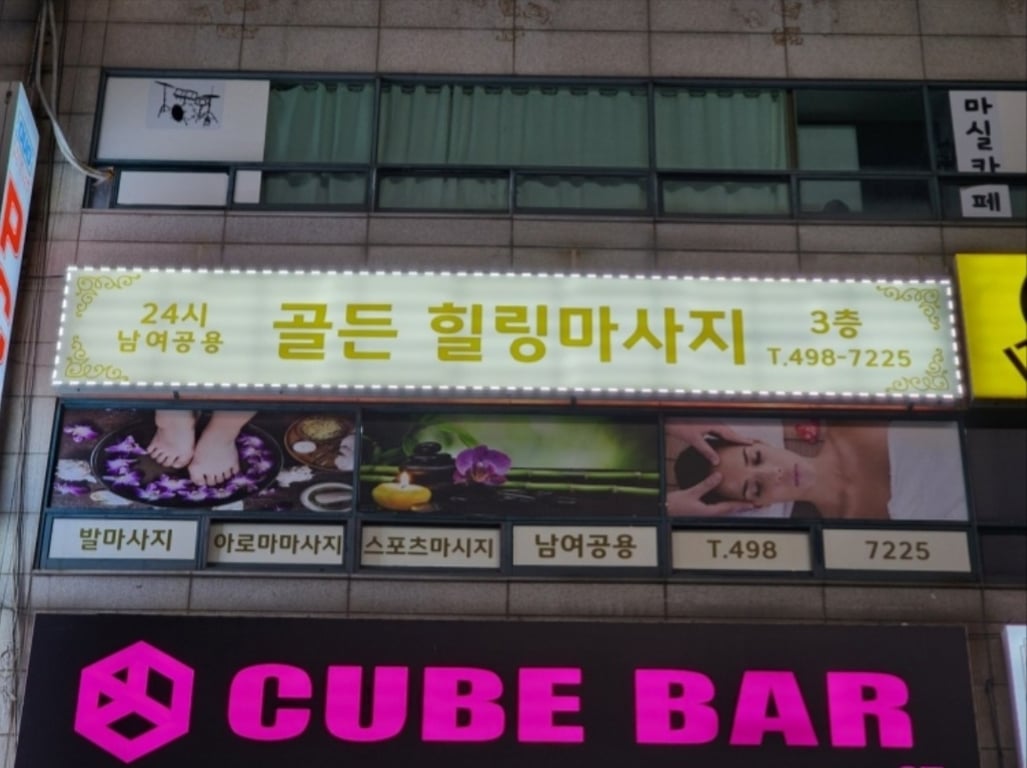 마실카페
24시
남여공용
골든 힐링마사지
3층
T.498-7225
발마사지
아로마마사지
스포츠마시지
남여공용
T.498
7225
CUBE BAR